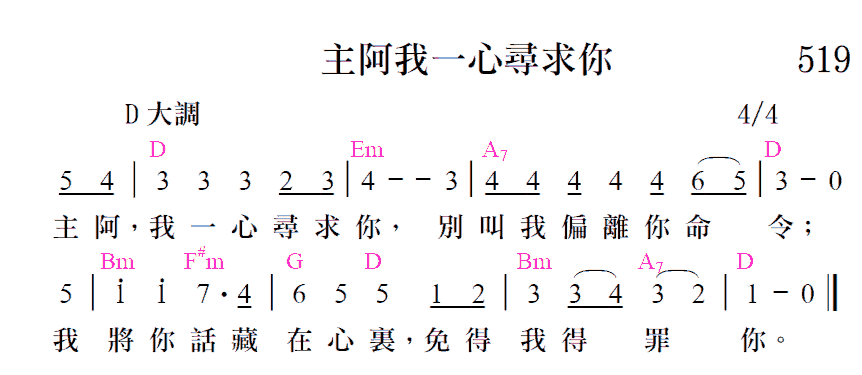 主阿我一心尋求你 519
D 大調 4/4
D Em A7 D
5 4 | 3 3 3 2 3 | 4 - - 3 | 4 4 4 4 4 6 5 | 3 - 0
主阿，我一心尋求你，別叫我偏離你命令；
Bm F#m G D Bm A7 D
5 | i i 7 · 4 | 6 5 5 1 2 | 3 3 4 3 2 | 1 - 0 ‖
我將你話藏在心裏，免得我得罪你。